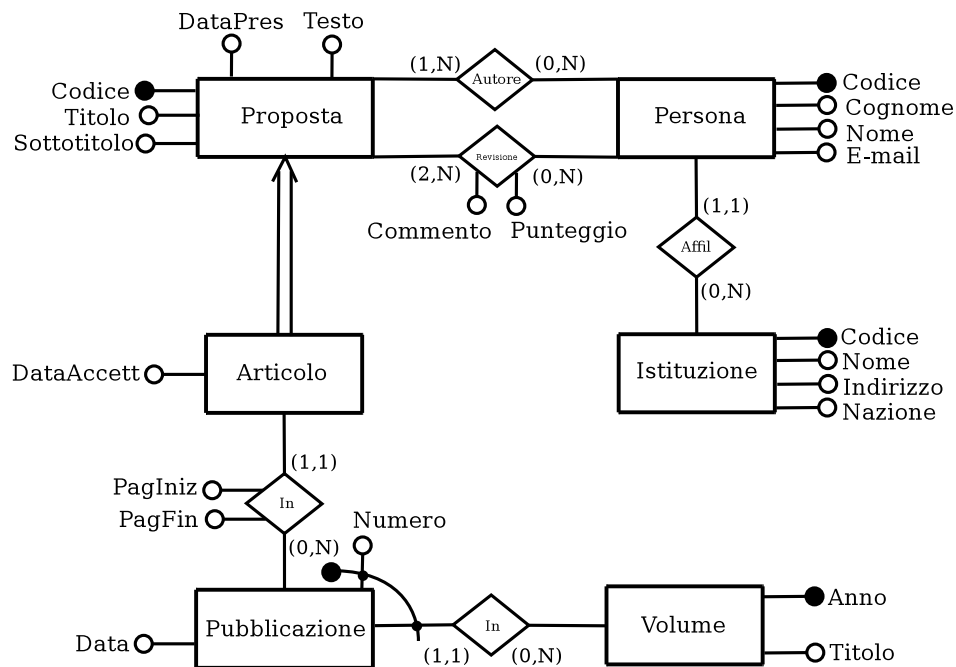 DataPres
Testo
(1,N)
Autore
(0,N)
Codice
Titolo
Sottotitolo
Proposta
Persona
Codice
Cognome
Nome
E-mail
(2,N)
Revisione
(0,N)
Commento
Punteggio
(1,1)
Affil
(0,N)
DataAccett
Articolo
Istituzione
Codice
Nome
Indirizzo
Nazione
(1,1)
PagIniz
In
PagFin
Numero
(0,N)
Data
Pubblicazione
In
(1,1)
(0,N)
Volume
Anno
Titolo